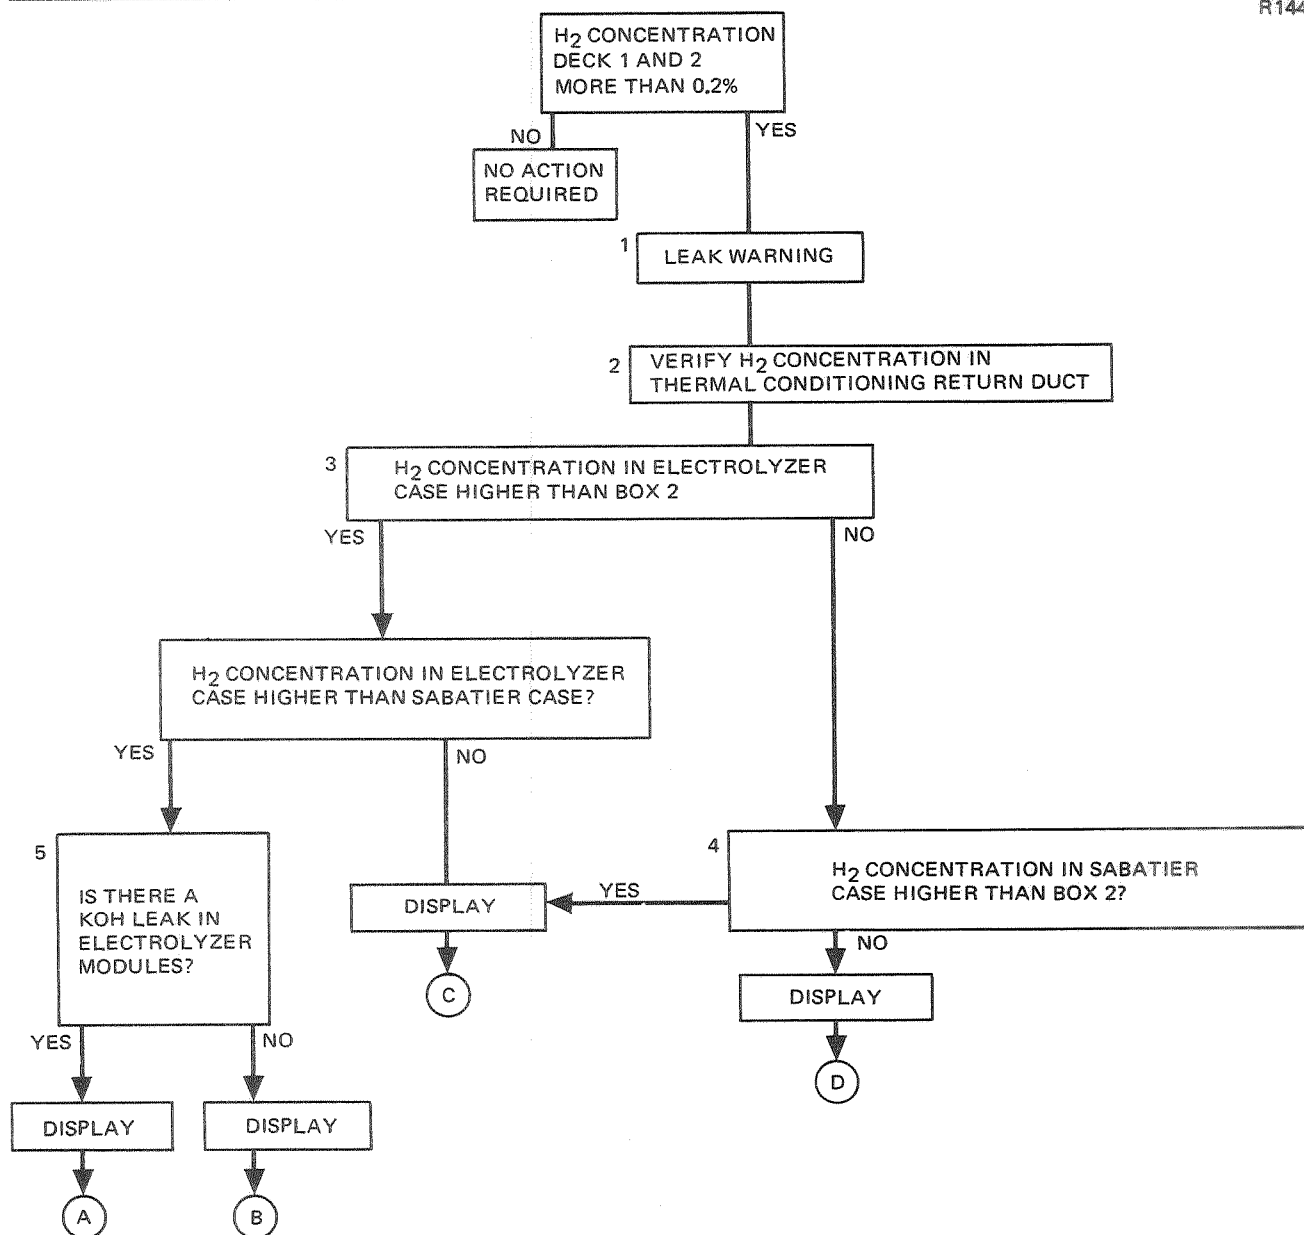 R144
H2 CONCENTRATION
DECK 1 AND 2
MORE THAN 0.2%
NO
YES
NO ACTION
REQUIRED
1
LEAK WARNING
2
VERIFY H2 CONCENTRATION IN
THERMAL CONDITIONING RETURN DUCT
3
H2 CONCENTRATION IN ELECTROLYZER
CASE HIGHER THAN BOX 2
YES
NO
H2 CONCENTRATION IN ELECTROLYZER
CASE HIGHER THAN SABATIER CASE?
YES
NO
5
IS THERE A
KOH LEAK IN
ELECTROLYZER
MODULES?
4
H2 CONCENTRATION IN SABATIER
CASE HIGHER THAN BOX 2?
YES
DISPLAY
C
NO
DISPLAY
D
YES
NO
DISPLAY
DISPLAY
A
B